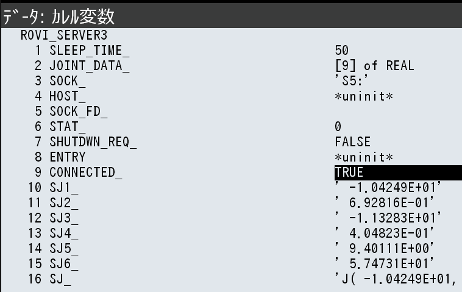 ﾃﾞｰﾀ: ｶﾚﾙ変数
ROVI_SERVER3
1 SLEEP_TIME_ 50
2 JOINT_DATA_ [9] of REAL
3 SOCK_ 'S5:'
4 HOST_ *uninit*
5 SOCK_FD_
6 STAT_ 0
7 SHUTDWN_REQ_ FALSE
8 ENTRY *uninit*
9 CONNECTED_ TRUE
10 SJ1_ ' -1.04249E+01'
11 SJ2_ ' 6.92816E-01'
12 SJ3_ ' -1.13283E+01'
13 SJ4_ ' 4.04823E-01'
14 SJ5_ ' 9.40111E+00'
15 SJ6_ ' 5.74731E+01'
16 SJ_ 'J( -1.04249E+01,